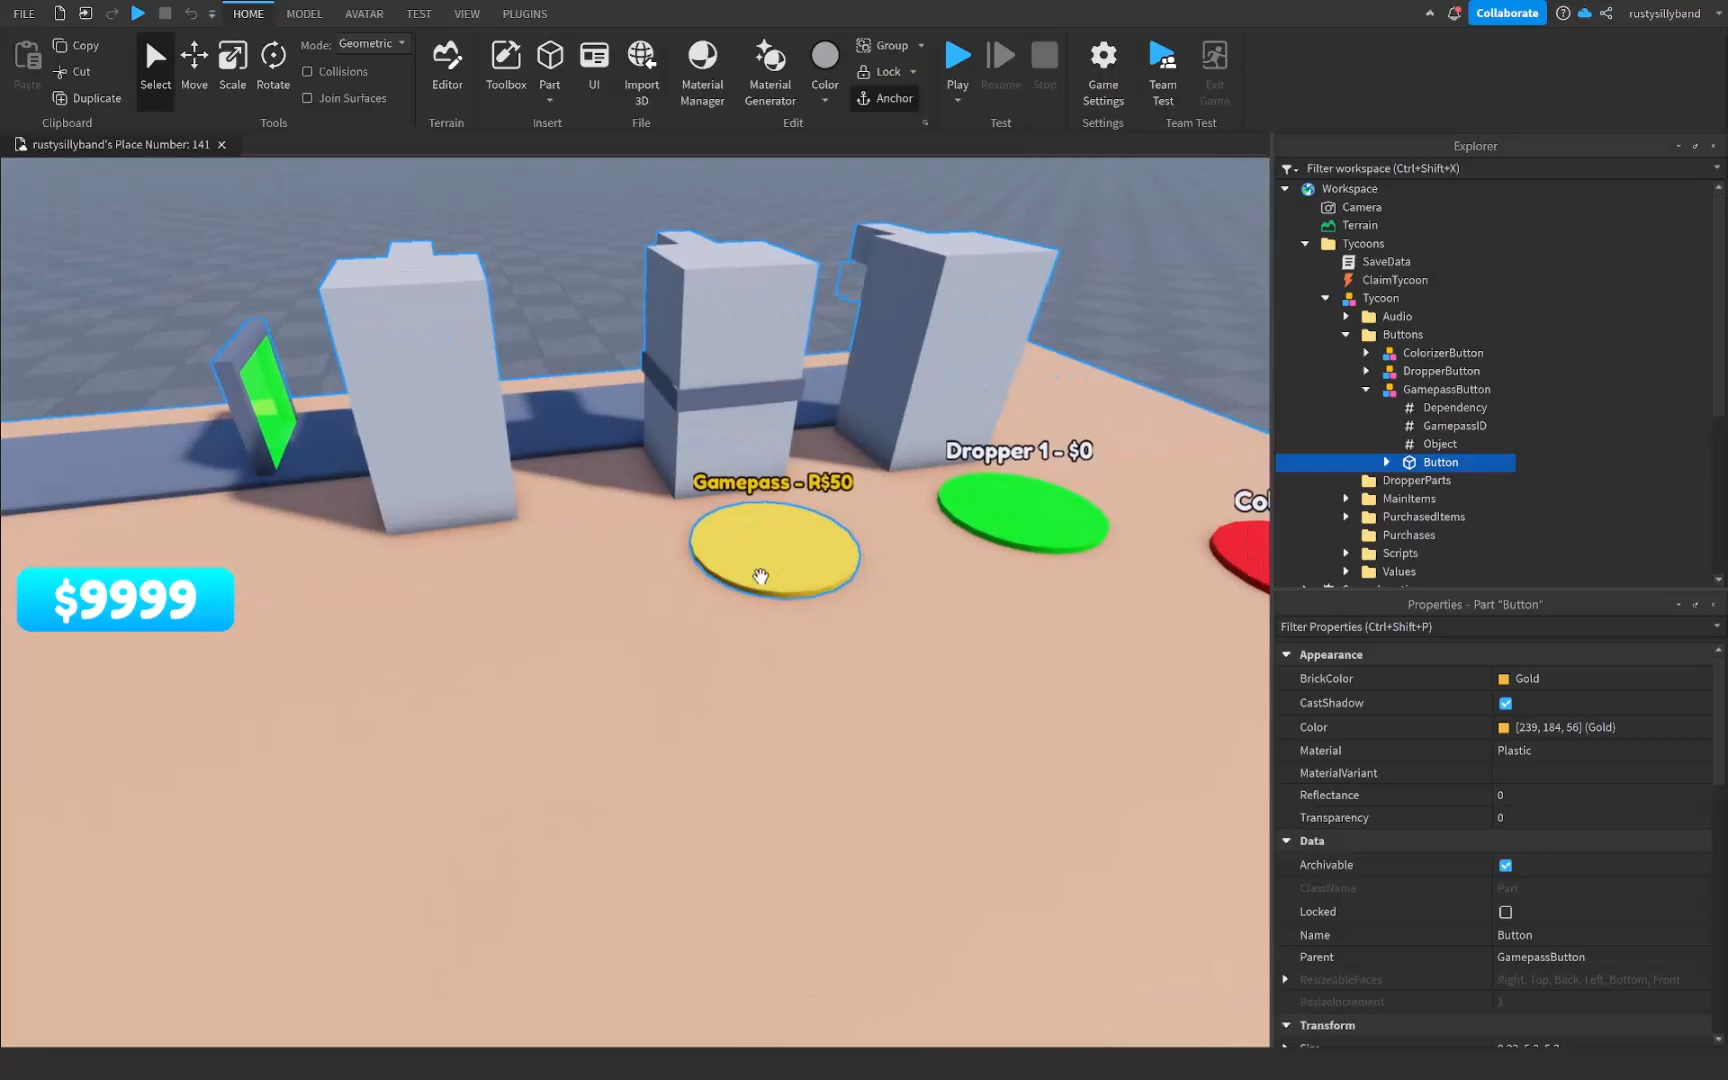 FILE HOME MODEL AVATAR TEST VIEW PLUGINS Collaborate rustysillyband
Paste Copy Cut Duplicate
Clipboard
Select Move Scale Rotate
Mode: Geometric
Collisions
Join Surfaces
Tools
Editor
Terrain
Toolbox Part UI
Insert
Import 3D
File
Material Manager
Material Generator
Color
Group
Lock
Anchor
Edit
Play Resume Stop
Test
Game Settings
Settings
Team Test
Exit Game
Team Test
rustysillyband's Place Number: 141
Gamepass - R$50
Dropper 1 - $0
Col
$9999
Explorer
Filter workspace (Ctrl+Shift+X)
Workspace
Camera
Terrain
Tycoons
SaveData
ClaimTycoon
Tycoon
Audio
Buttons
ColorizerButton
DropperButton
GamepassButton
# Dependency
# GamepassID
# Object
Button
DropperParts
MainItems
PurchasedItems
Purchases
Scripts
Values
Properties - Part "Button"
Filter Properties (Ctrl+Shift+P)
Appearance
BrickColor Gold
CastShadow
Color [239, 184, 56] (Gold)
Material Plastic
MaterialVariant
Reflectance 0
Transparency 0
Data
Archivable
ClassName Part
Locked
Name Button
Parent GamepassButton
ResizeableFaces Right, Top, Back, Left, Bottom, Front
ResizeIncrement 1
Transform